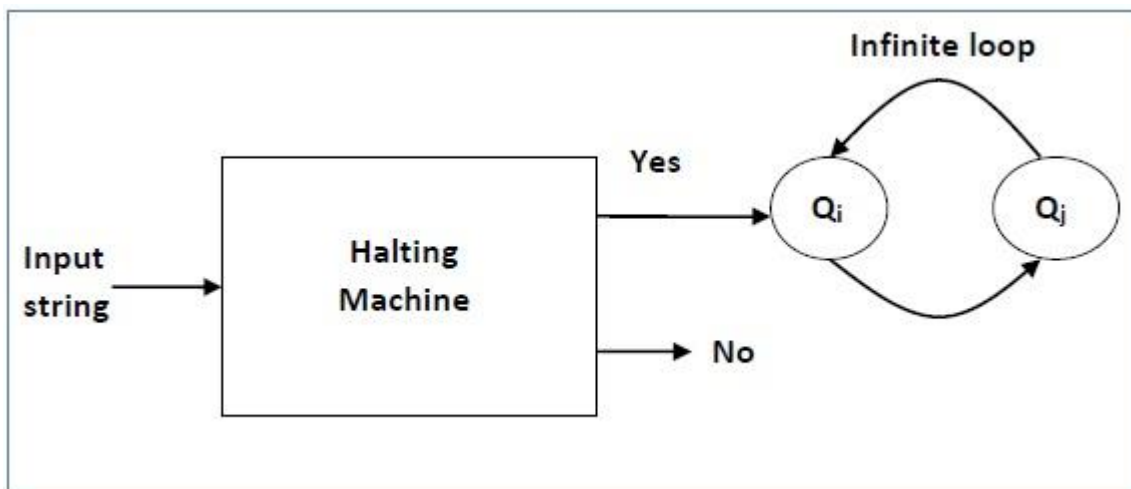 Infinite loop
Yes
Qi
Qj
Halting
Machine
Input
string
No